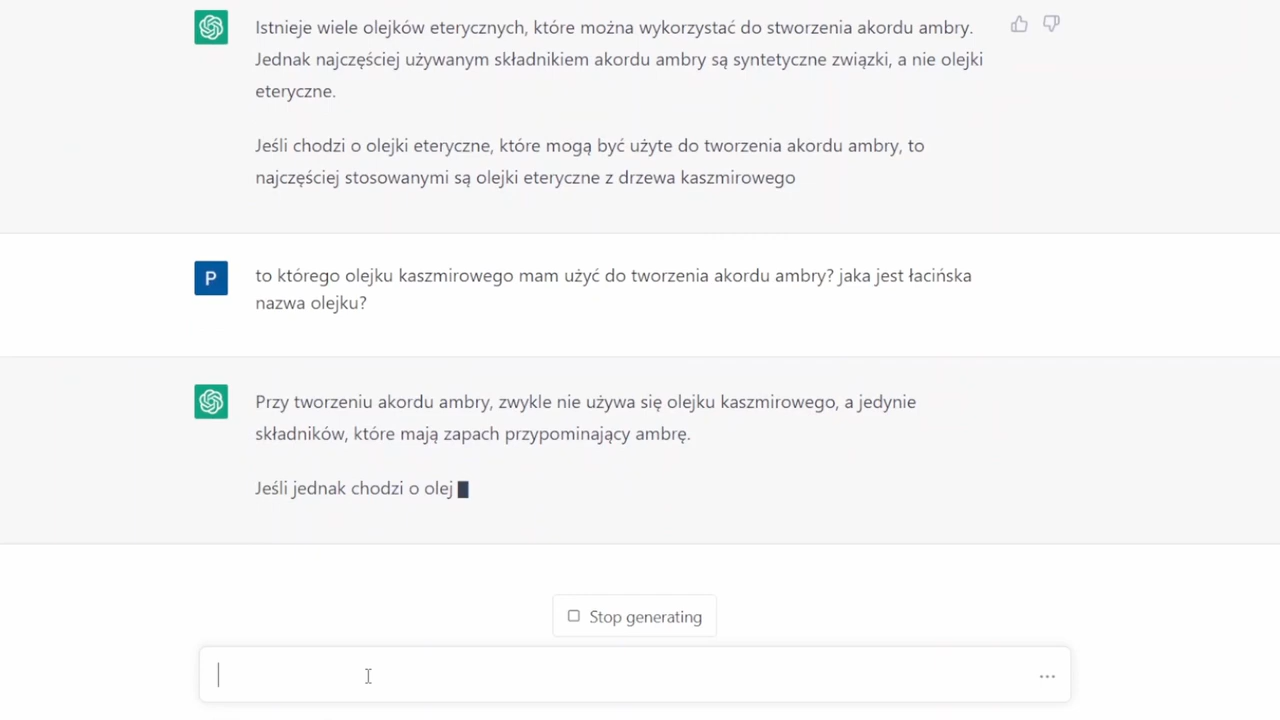 Istnieje wiele olejków eterycznych, które można wykorzystać do stworzenia akordu ambry.
Jednak najczęściej używanym składnikiem akordu ambry są syntetyczne związki, a nie olejki
eteryczne.
Jeśli chodzi o olejki eteryczne, które mogą być użyte do tworzenia akordu ambry, to
najczęściej stosowanymi są olejki eteryczne z drzewa kaszmirowego
P
to którego olejku kaszmirowego mam użyć do tworzenia akordu ambry? jaka jest łacińska
nazwa olejku?
Przy tworzeniu akordu ambry, zwykle nie używa się olejku kaszmirowego, a jedynie
składników, które mają zapach przypominający ambrę.
Jeśli jednak chodzi o olej
Stop generating